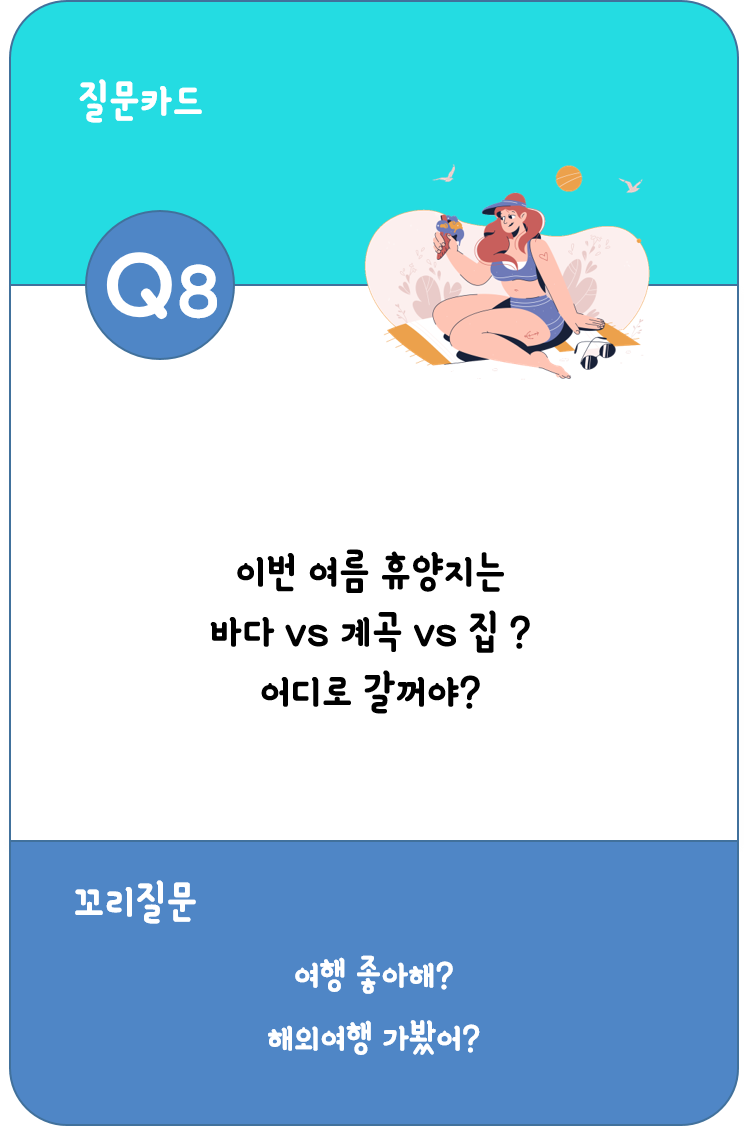 질문카드
Q8
이번 여름 휴양지는
바다 vs 계곡 vs 집 ?
어디로 갈꺼야?
꼬리질문
여행 좋아해?
해외여행 가봤어?